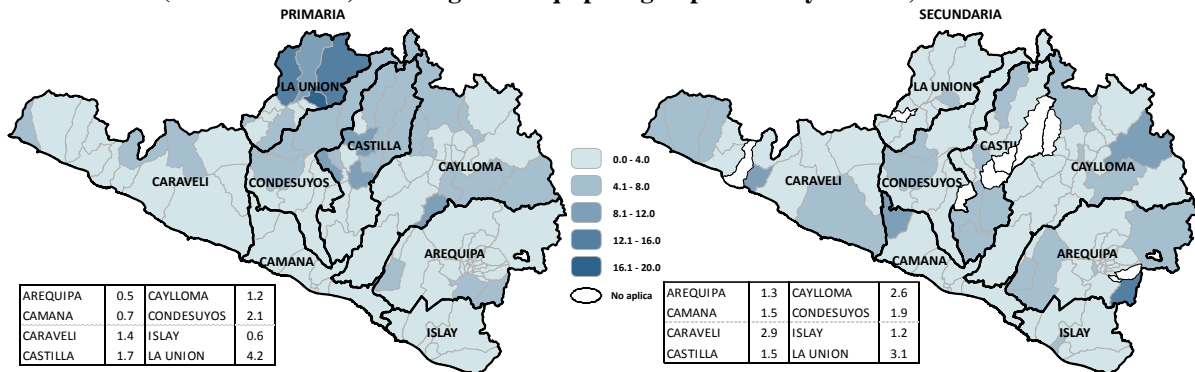 PRIMARIA
LA UNION
CASTILLA
CARAVELI
CONDESUYOS
CAYLLOMA
CAMANA
AREQUIPA
ISLAY
AREQUIPA 0.5 CAYLLOMA 1.2
CAMANA 0.7 CONDESUYOS 2.1
CARAVELI 1.4 ISLAY 0.6
CASTILLA 1.7 LA UNION 4.2
0.0 - 4.0
4.1 - 8.0
8.1 - 12.0
12.1 - 16.0
16.1 - 20.0
No aplica
SECUNDARIA
LA UNION
CARAVELI
CONDESUYOS
CAYLLOMA
CAMANA
AREQUIPA
ISLAY
AREQUIPA 1.3 CAYLLOMA 2.6
CAMANA 1.5 CONDESUYOS 1.9
CARAVELI 2.9 ISLAY 1.2
CASTILLA 1.5 LA UNION 3.1